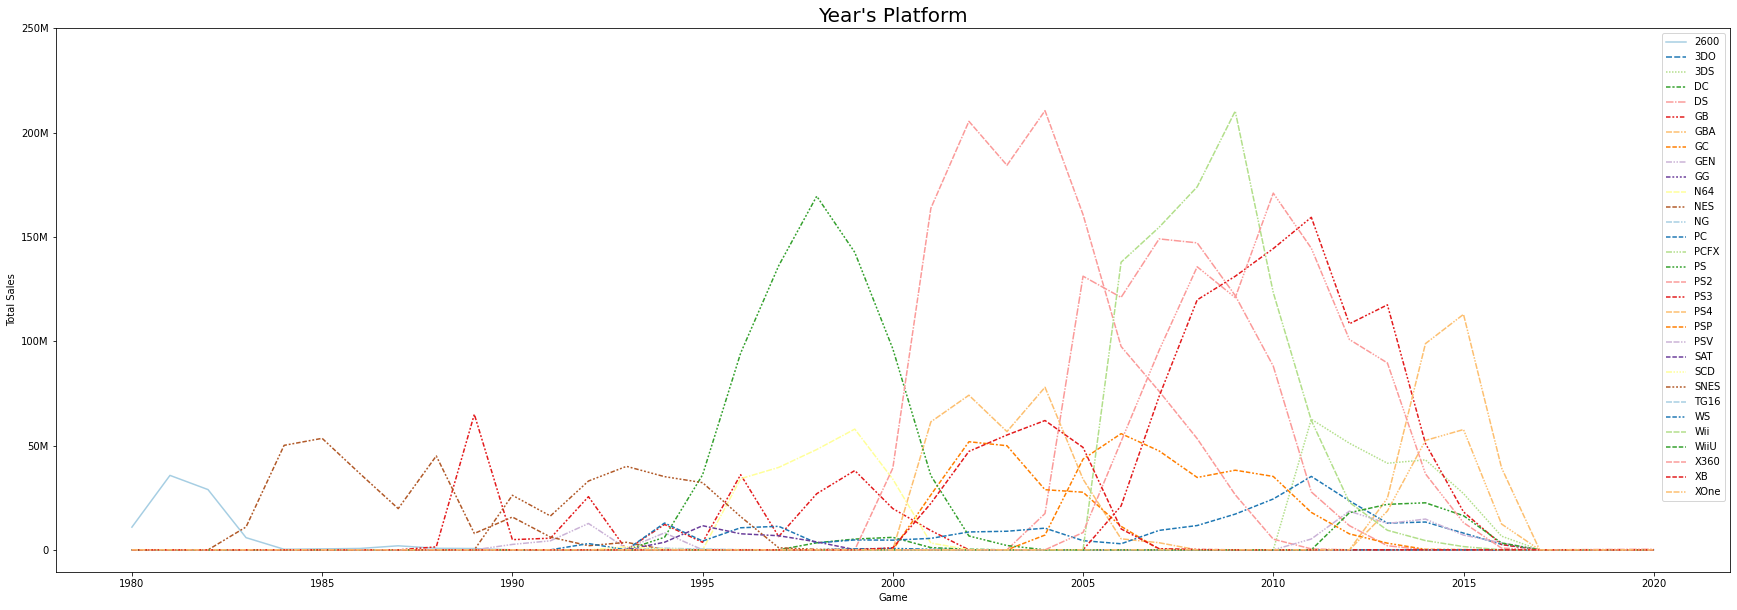 Year's Platform
250M
200M
150M
100M
50M
0
Total Sales
1980
1985
1990
1995
2000
2005
2010
2015
2020
Game
2600
3DO
3DS
DC
DS
GB
GBA
GC
GEN
GG
N64
NES
NG
PC
PCFX
PS
PS2
PS3
PS4
PSP
PSV
SAT
SCD
SNES
TG16
WS
Wii
WiiU
X360
XB
XOne